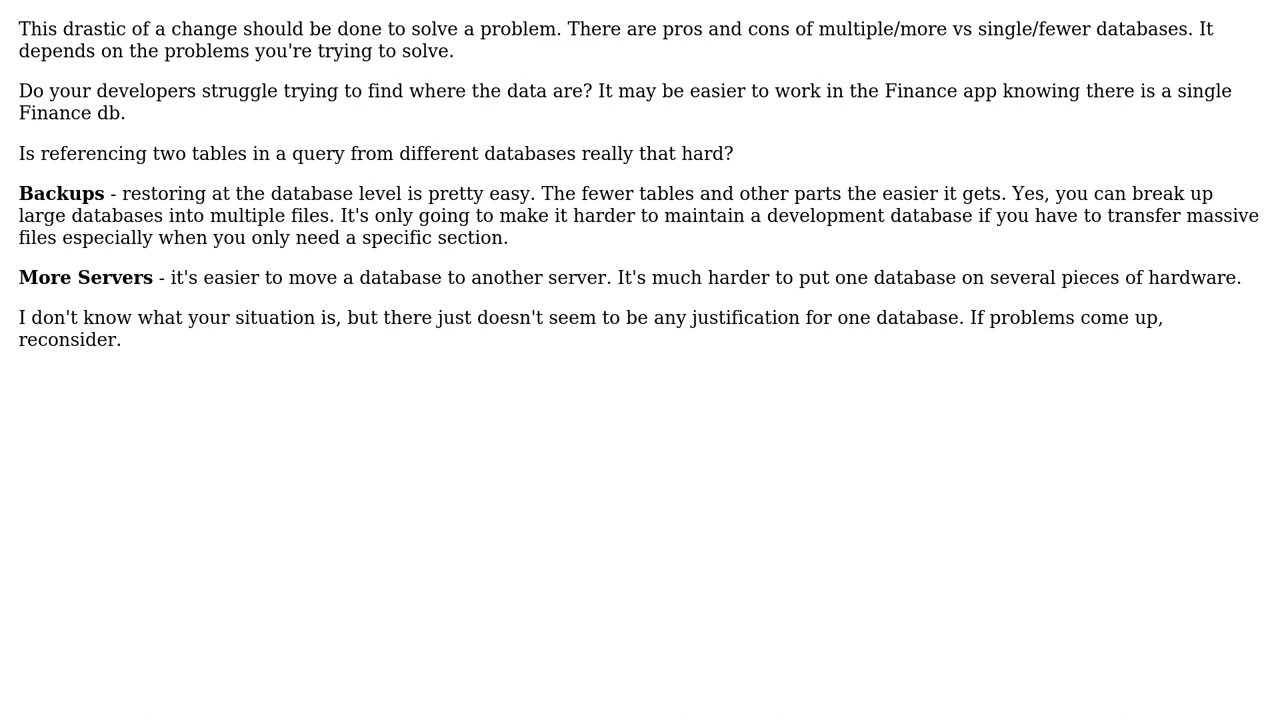 This drastic of a change should be done to solve a problem. There are pros and cons of multiple/more vs single/fewer databases. It
depends on the problems you're trying to solve.
Do your developers struggle trying to find where the data are? It may be easier to work in the Finance app knowing there is a single
Finance db.
Is referencing two tables in a query from different databases really that hard?
Backups - restoring at the database level is pretty easy. The fewer tables and other parts the easier it gets. Yes, you can break up
large databases into multiple files. It's only going to make it harder to maintain a development database if you have to transfer massive
files especially when you only need a specific section.
More Servers - it's easier to move a database to another server. It's much harder to put one database on several pieces of hardware.
I don't know what your situation is, but there just doesn't seem to be any justification for one database. If problems come up,
reconsider.